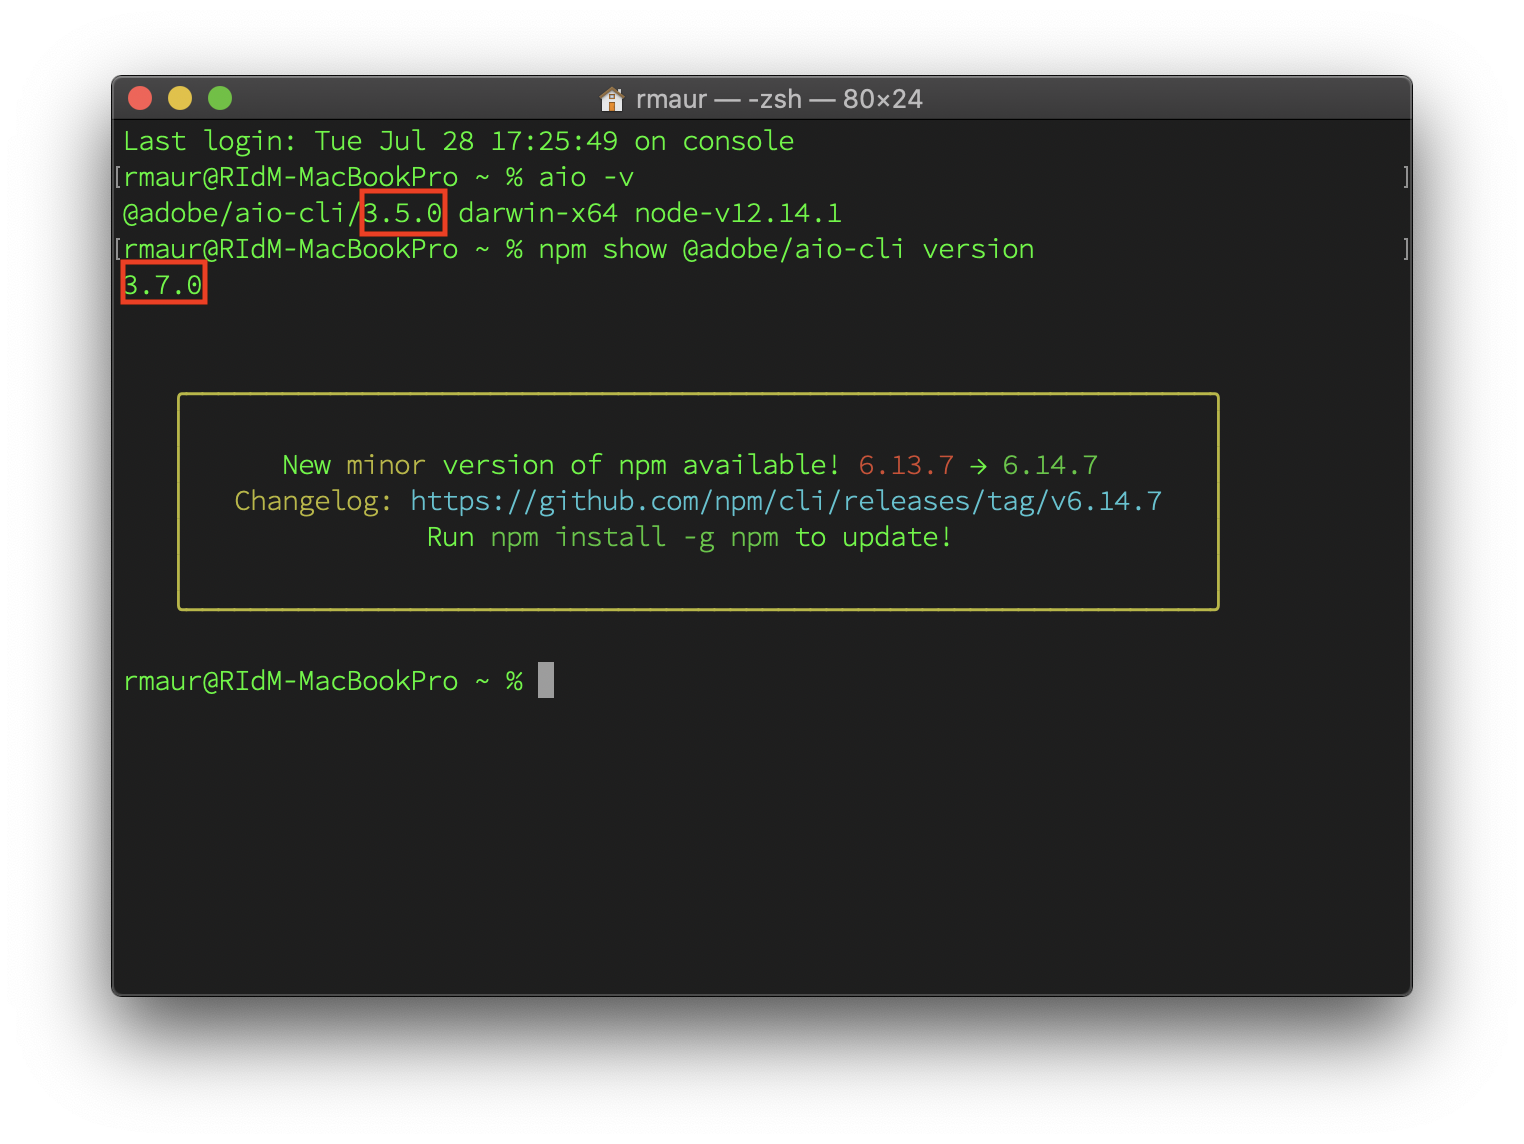 rmaur — -zsh — 80×24
Last login: Tue Jul 28 17:25:49 on console
[rmaur@RIdM-MacBookPro ~ % aio -v ]
@adobe/aio-cli/3.5.0 darwin-x64 node-v12.14.1
[rmaur@RIdM-MacBookPro ~ % npm show @adobe/aio-cli version ]
3.7.0
New minor version of npm available! 6.13.7 → 6.14.7
Changelog: https://github.com/npm/cli/releases/tag/v6.14.7
Run npm install -g npm to update!
rmaur@RIdM-MacBookPro ~ %